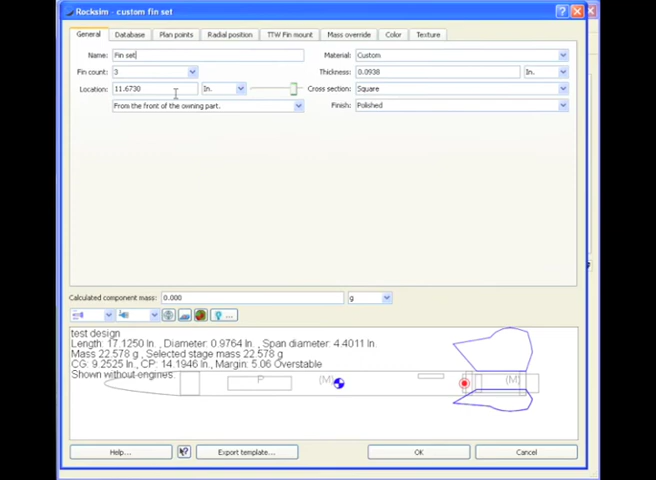 Rocksim - custom fin set
General Database Plan points Radial position TTW Fin mount Mass override Color Texture
Name: Fin set Material: Custom
Fin count: 3 Thickness: 0.0938 In.
Location: 11.6730 In. Cross section: Square
From the front of the owning part. Finish: Polished
Calculated component mass: 0.000 g
...
test design
Length: 17.1250 In. , Diameter: 0.9764 In. , Span diameter: 4.4011 In.
Mass 22.578 g , Selected stage mass 22.578 g
CG: 9.2525 In., CP: 14.1946 In., Margin: 5.06 Overstable
Shown without engines.
P (M) (M)
Help... Export template... OK Cancel